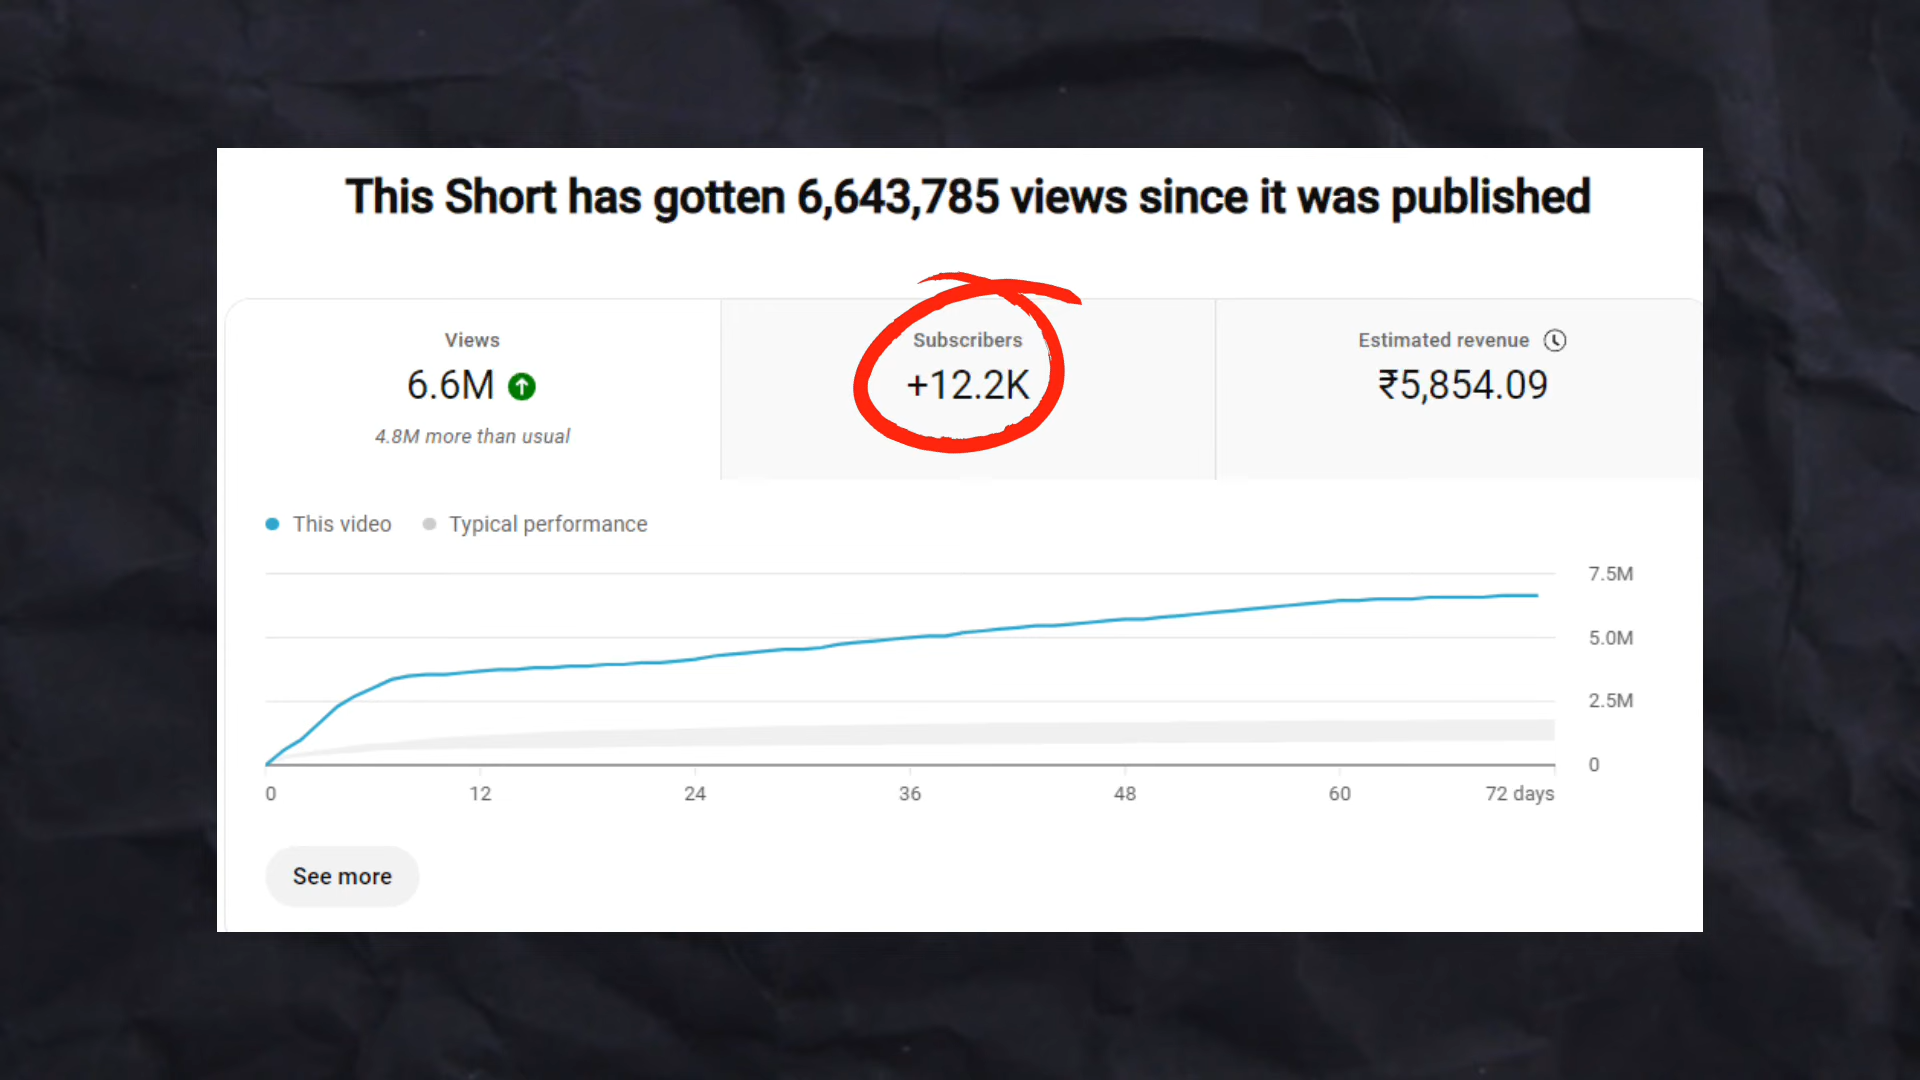 This Short has gotten 6,643,785 views since it was published
Views
6.6M
4.8M more than usual
Subscribers
+12.2K
Estimated revenue
₹5,854.09
This video
Typical performance
7.5M
5.0M
2.5M
0
0 12 24 36 48 60 72 days
See more